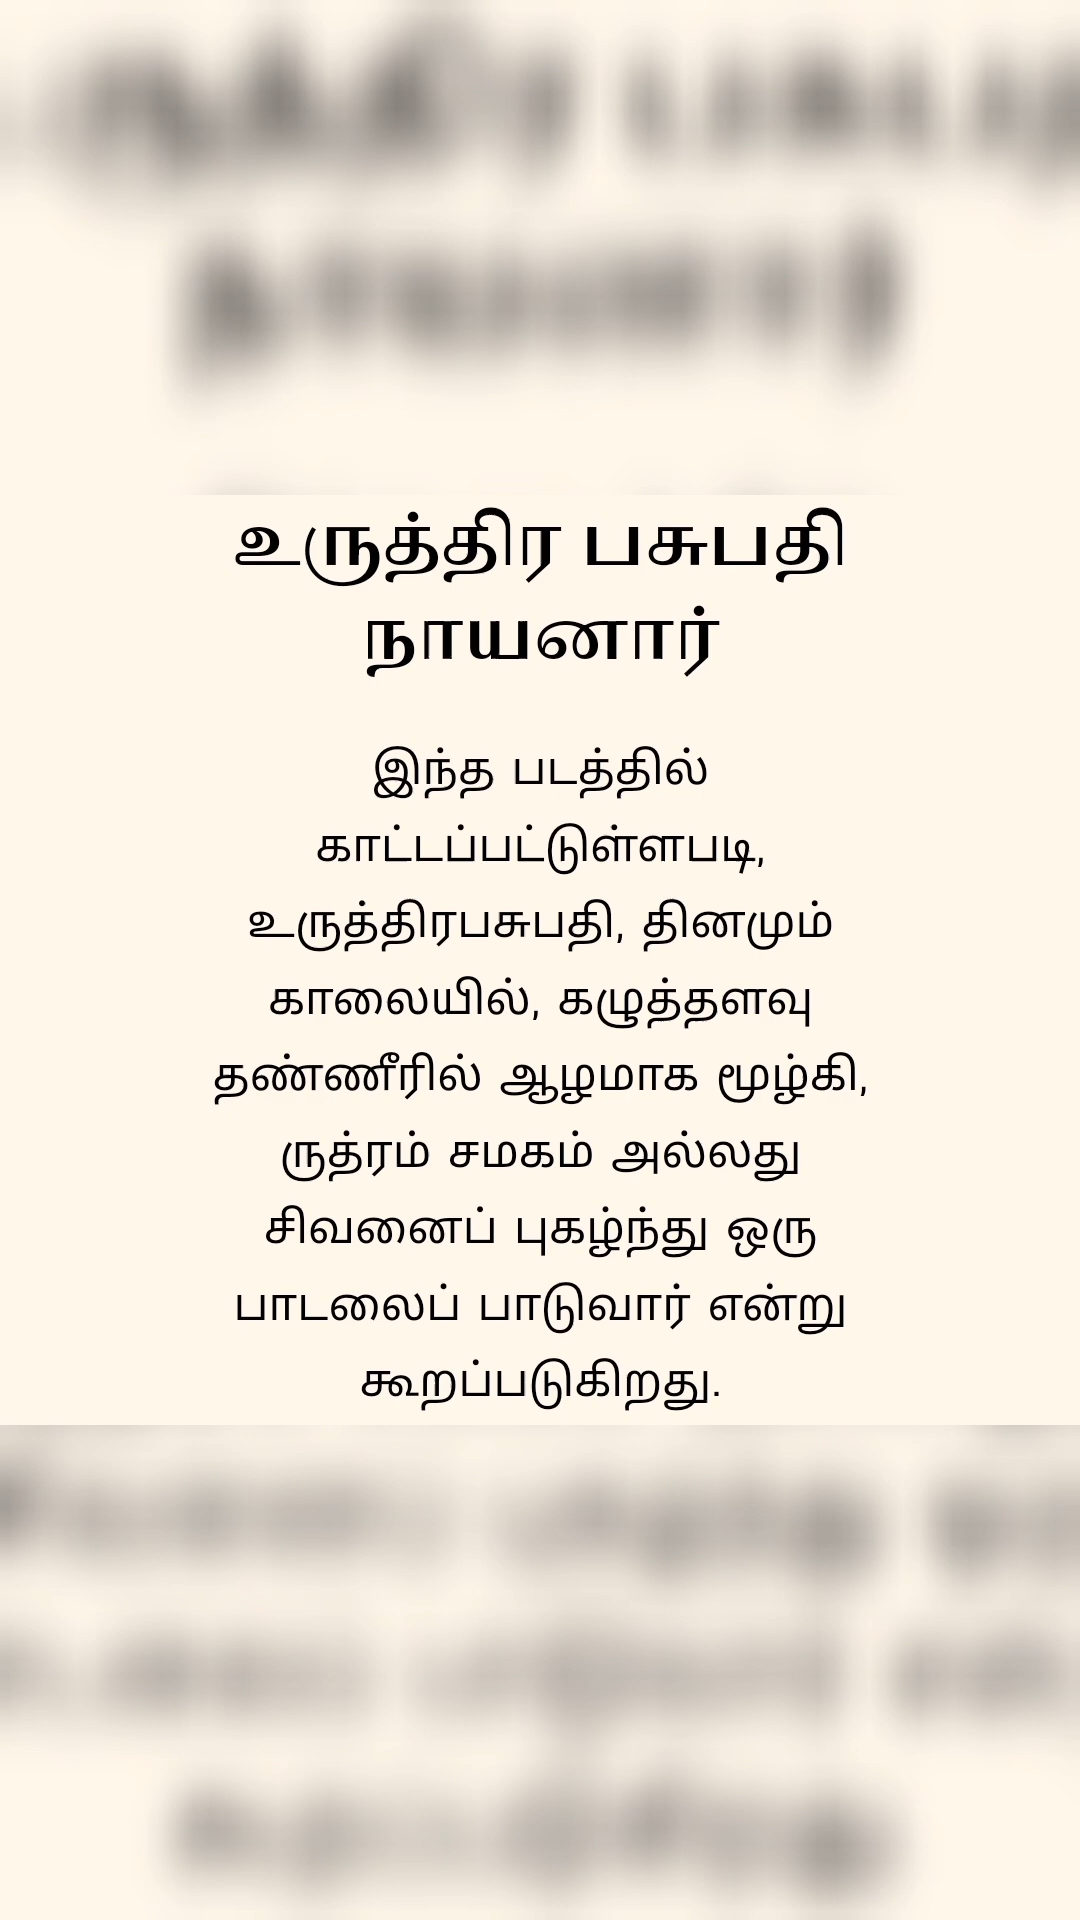 உருத்திர பசுபதி
நாயனார்
இந்த படத்தில்
காட்டப்பட்டுள்ளபடி,
உருத்திரபசுபதி, தினமும்
காலையில், கழுத்தளவு
தண்ணீரில் ஆழமாக மூழ்கி,
ருத்ரம் சமகம் அல்லது
சிவனைப் புகழ்ந்து ஒரு
பாடலைப் பாடுவார் என்று
கூறப்படுகிறது.